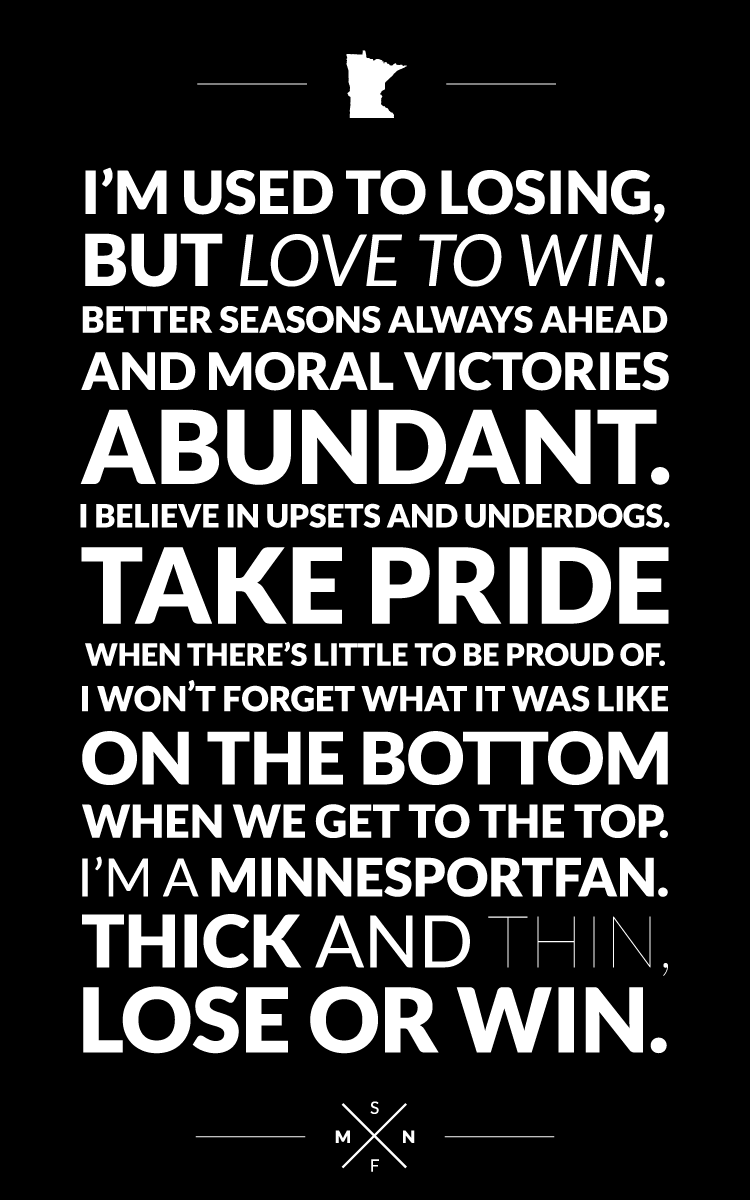 I’M USED TO LOSING,
BUT LOVE TO WIN.
BETTER SEASONS ALWAYS AHEAD
AND MORAL VICTORIES
ABUNDANT.
I BELIEVE IN UPSETS AND UNDERDOGS.
TAKE PRIDE
WHEN THERE’S LITTLE TO BE PROUD OF.
I WON’T FORGET WHAT IT WAS LIKE
ON THE BOTTOM
WHEN WE GET TO THE TOP.
I’M A MINNESPORTFAN.
THICK AND THIN,
LOSE OR WIN.
S
M N
F